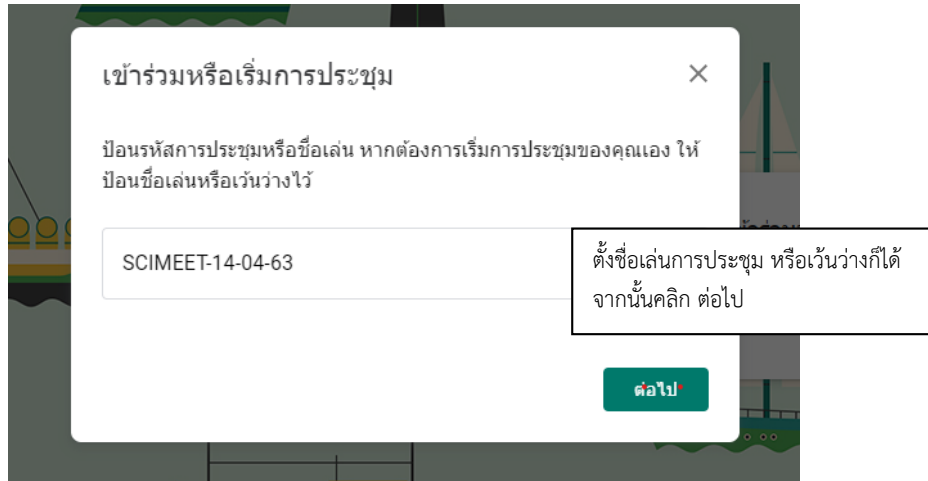 เข้าร่วมหรือเริ่มการประชุม
ป้อนรหัสการประชุมหรือชื่อเล่น หากต้องการเริ่มการประชุมของคุณเอง ให้
ป้อนชื่อเล่นหรือเว้นว่างไว้
SCIMEET-14-04-63
ตั้งชื่อเล่นการประชุม หรือเว้นว่างก็ได้
จากนั้นคลิก ต่อไป
ต่อไป